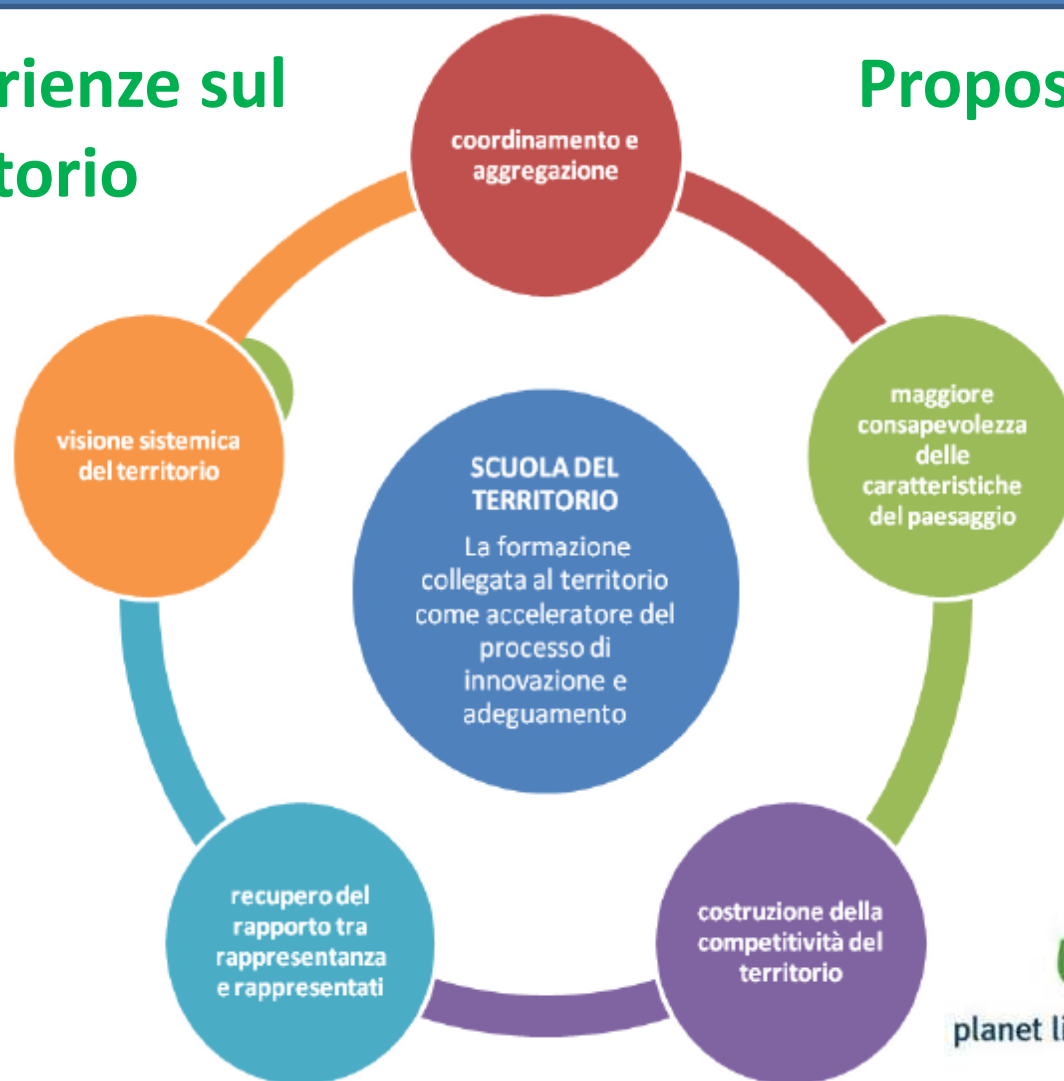 rienze sul
torio
Propos
coordinamento e
aggregazione
maggiore
consapevolezza
delle
caratteristiche
del paesaggio
visione sistemica
del territorio
SCUOLA DEL
TERRITORIO
La formazione
collegata al territorio
come acceleratore del
processo di
innovazione e
adeguamento
recupero del
rapporto tra
rappresentanza
e rappresentati
costruzione della
competitività del
territorio
planet li